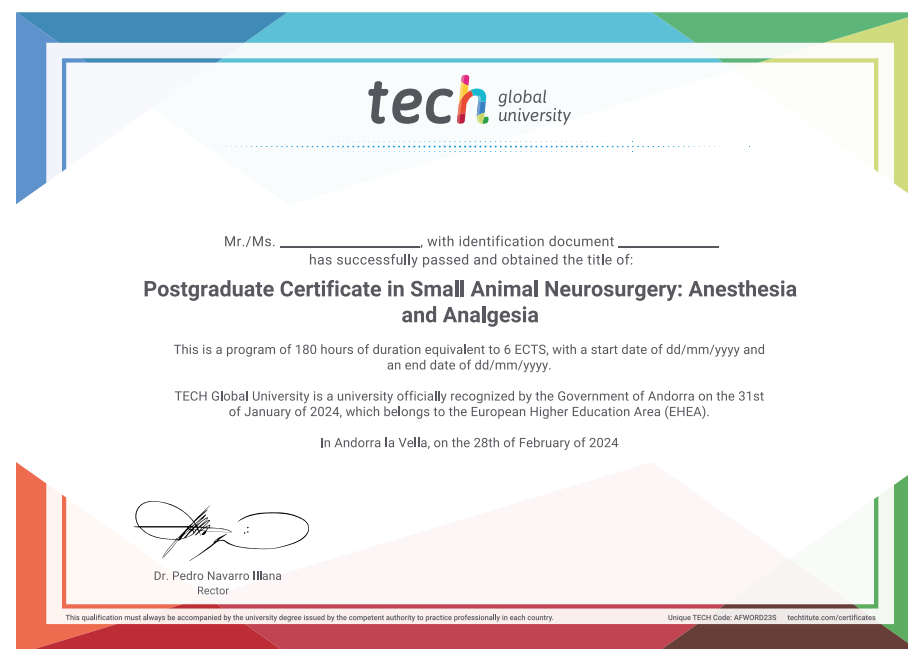 tech global university
Mr./Ms. ____________________, with identification document ______________
has successfully passed and obtained the title of:
Postgraduate Certificate in Small Animal Neurosurgery: Anesthesia
and Analgesia
This is a program of 180 hours of duration equivalent to 6 ECTS, with a start date of dd/mm/yyyy and
an end date of dd/mm/yyyy.
TECH Global University is a university officially recognized by the Government of Andorra on the 31st
of January of 2024, which belongs to the European Higher Education Area (EHEA).
In Andorra la Vella, on the 28th of February of 2024
Dr. Pedro Navarro Illana
Rector
This qualification must always be accompanied by the university degree issued by the competent authority to practice professionally in each country.
Unique TECH Code: AFWORD23S techtitute.com/certificates